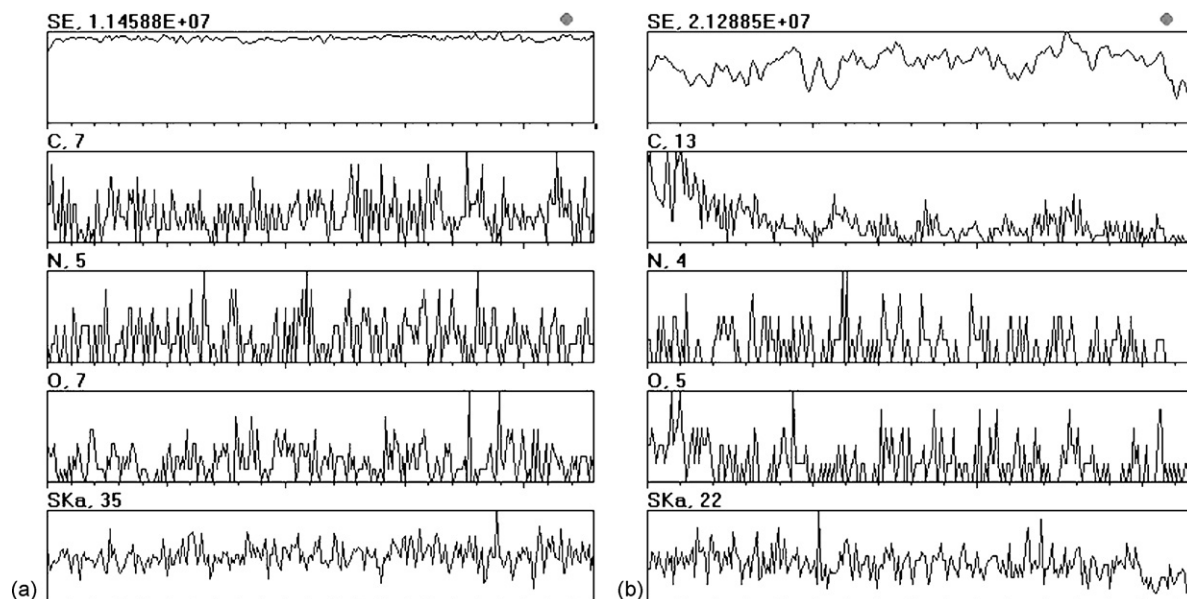 SE, 1.14588E+07
C, 7
N, 5
O, 7
SKa, 35
(a)
SE, 2.12885E+07
C, 13
N, 4
O, 5
SKa, 22
(b)